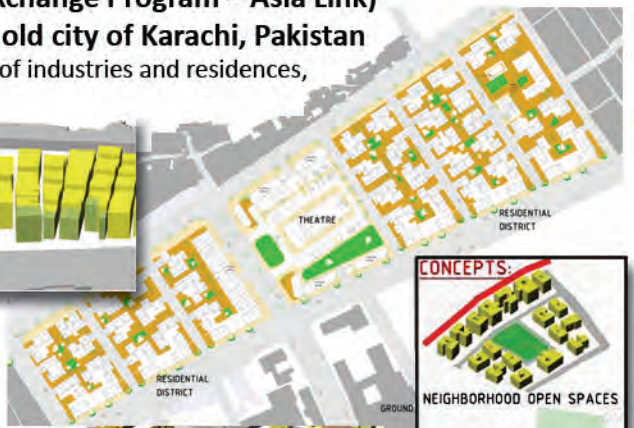 change Program – Asia Link)
old city of Karachi, Pakistan
of industries and residences,
THEATRE
RESIDENTIAL
DISTRICT
CONCEPTS:
NEIGHBORHOOD OPEN SPACES
RESIDENTIAL
DISTRICT
GROUND